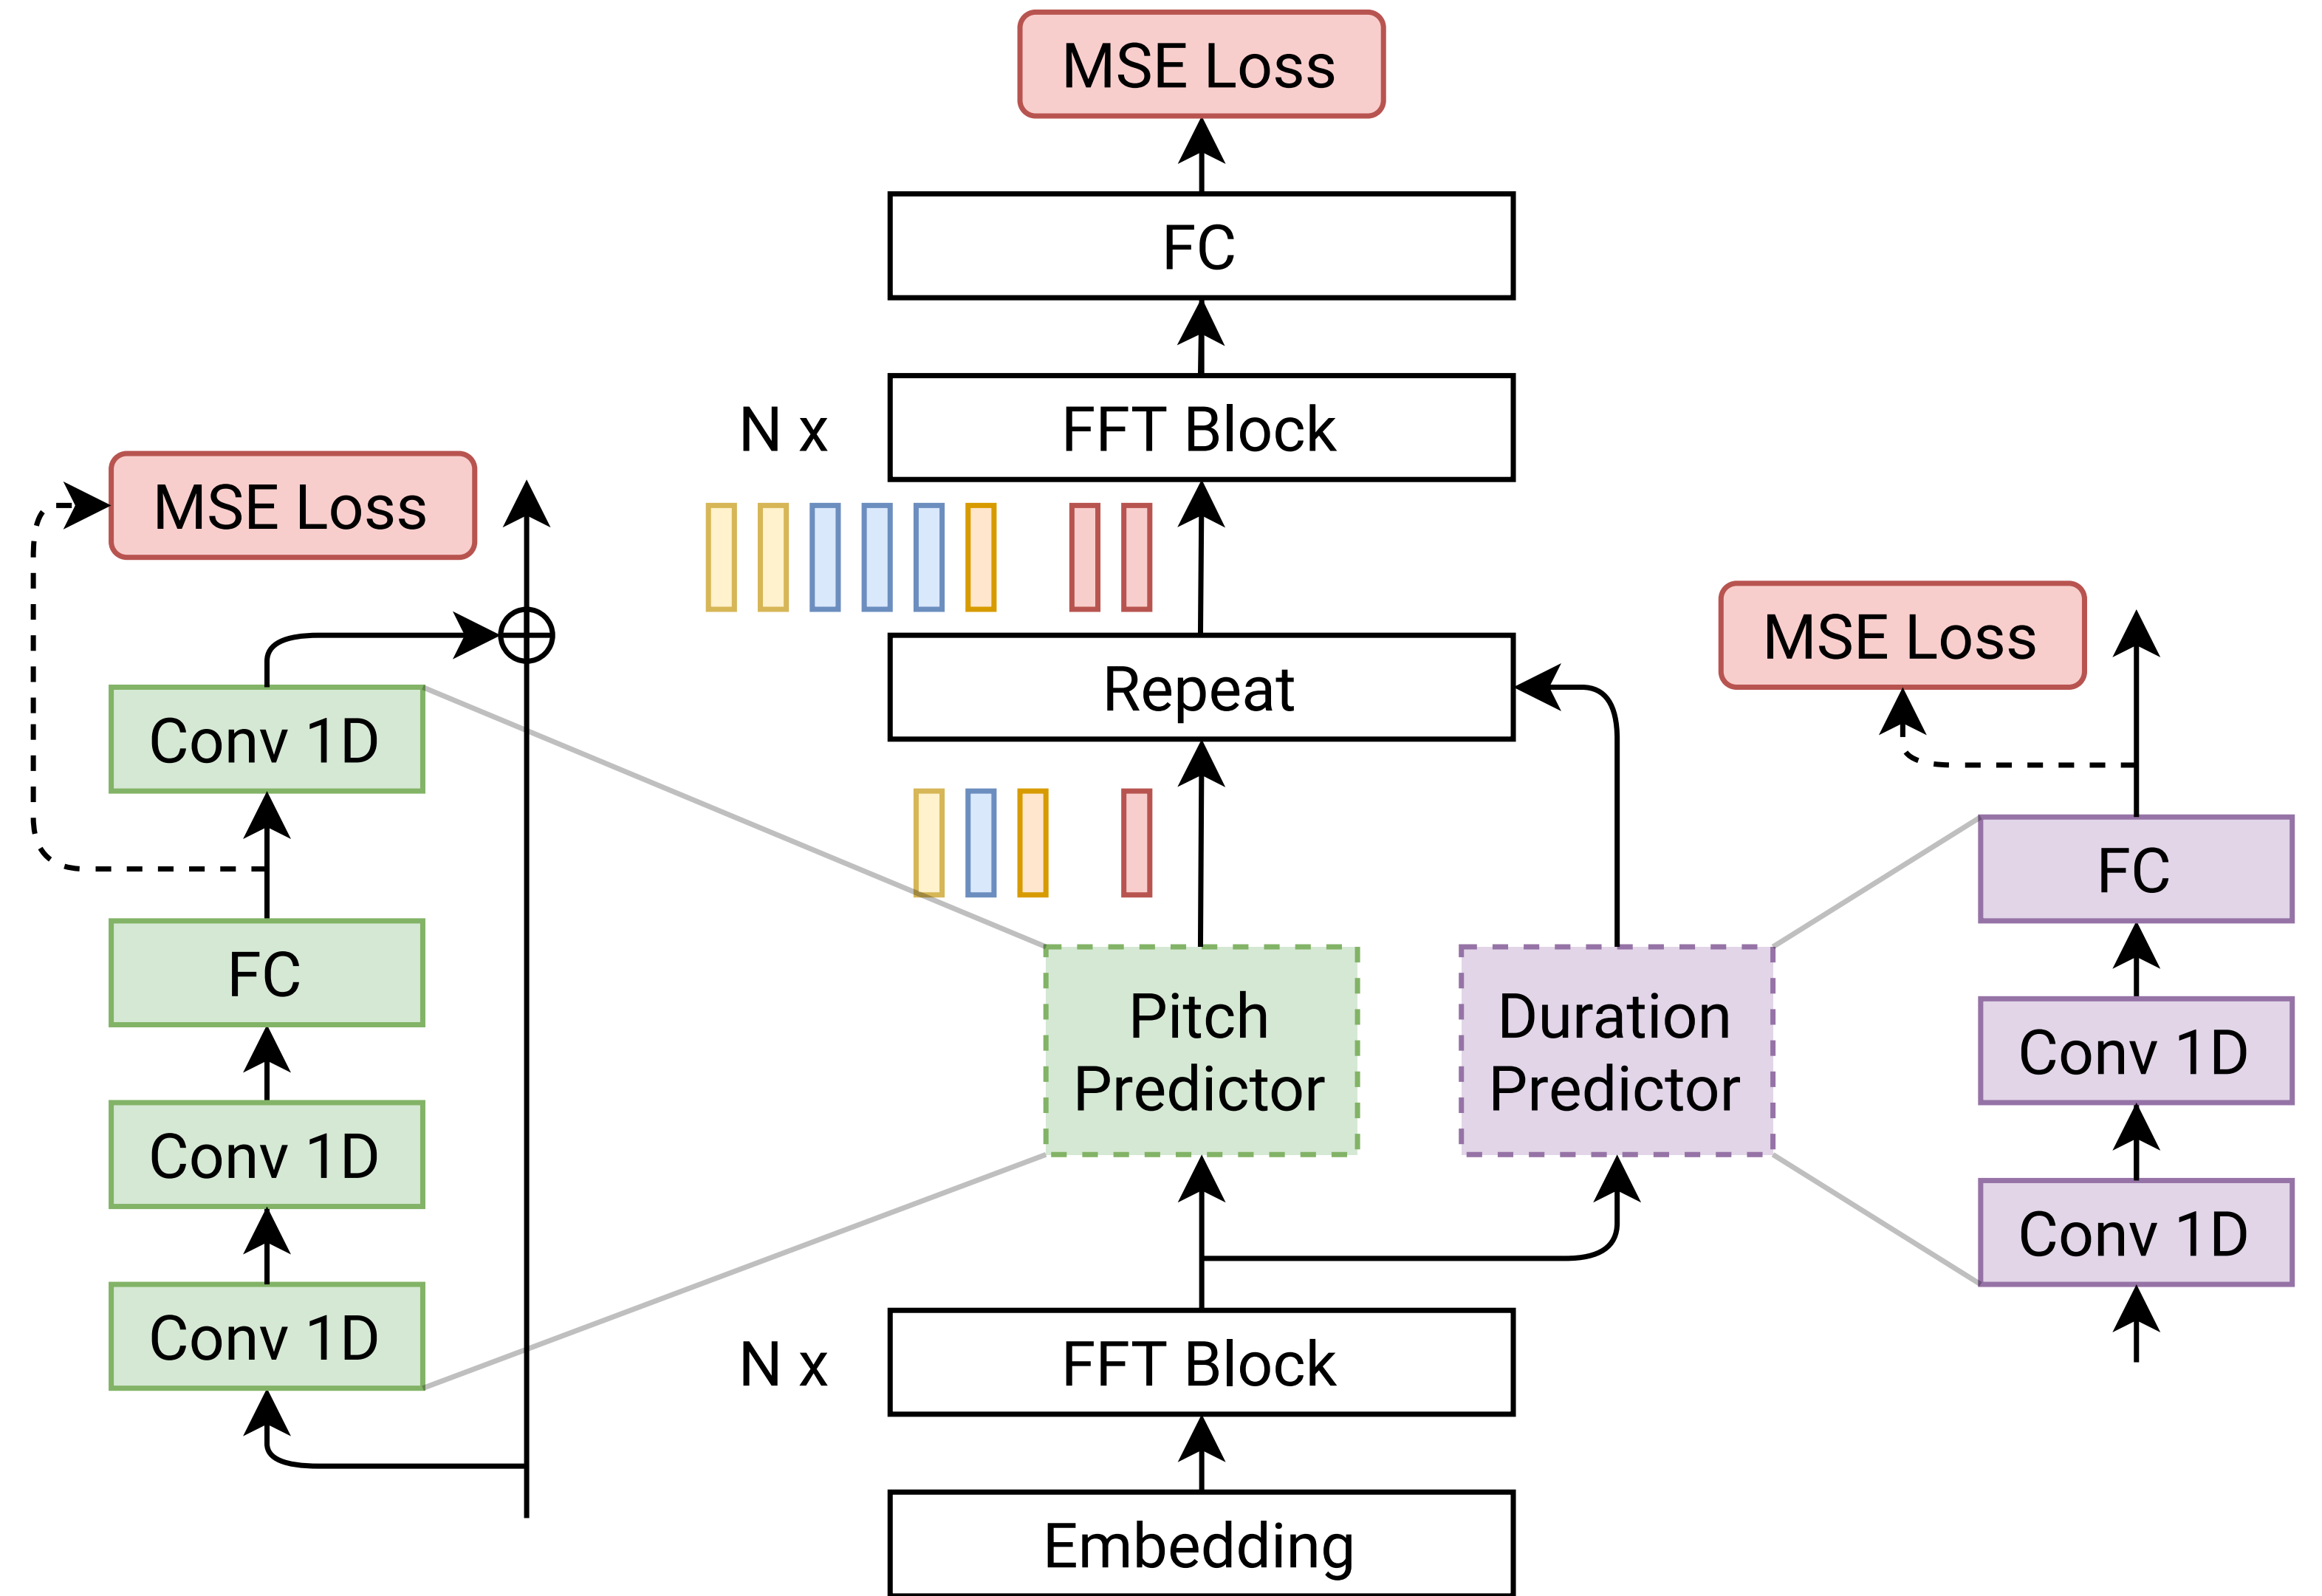 MSE Loss
FC
N x
FFT Block
MSE Loss
Conv 1D
FC
Conv 1D
Conv 1D
Repeat
MSE Loss
Pitch
Predictor
Duration
Predictor
FC
Conv 1D
Conv 1D
N x
FFT Block
Embedding